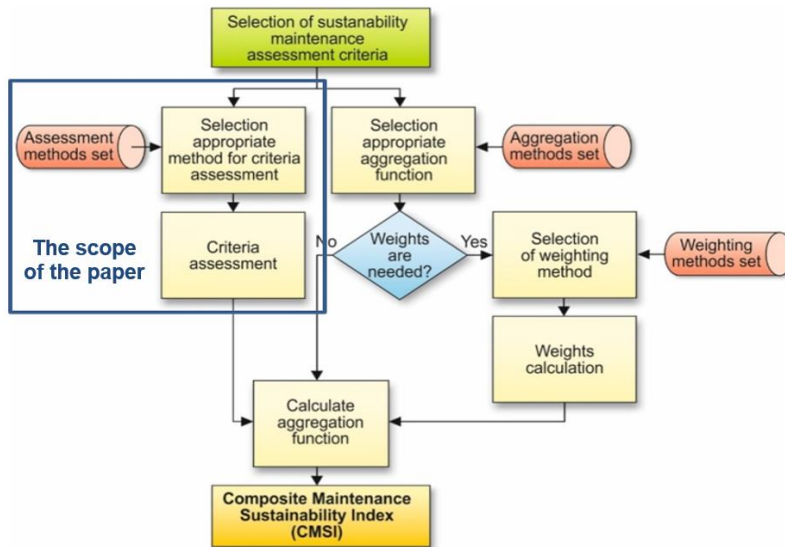 Selection of sustanability
maintenance
assessment criteria
Assessment
methods set
Selection
appropriate
method for criteria
assessment
Selection
appropriate
aggregation
function
Aggregation
methods set
The scope
of the paper
Criteria
assessment
No
Weights
are
needed?
Yes
Selection
of weighting
method
Weighting
methods set
Weights
calculation
Calculate
aggregation
function
Composite Maintenance
Sustainability Index
(CMSI)